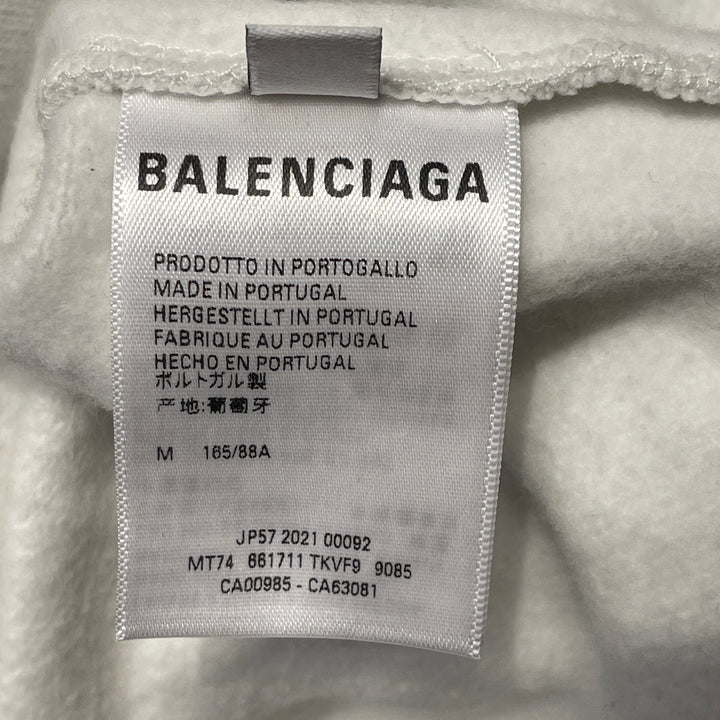 BALENCIAGA
PRODOTTO IN PORTOGALLO
MADE IN PORTUGAL
HERGESTELLT IN PORTUGAL
FABRIQUE AU PORTUGAL
HECHO EN PORTUGAL
ポルトガル製
产地:葡萄牙
M 165/88A
JP57 2021 00092
MT74 661711 TKVF9 9085
CA00985 - CA63081